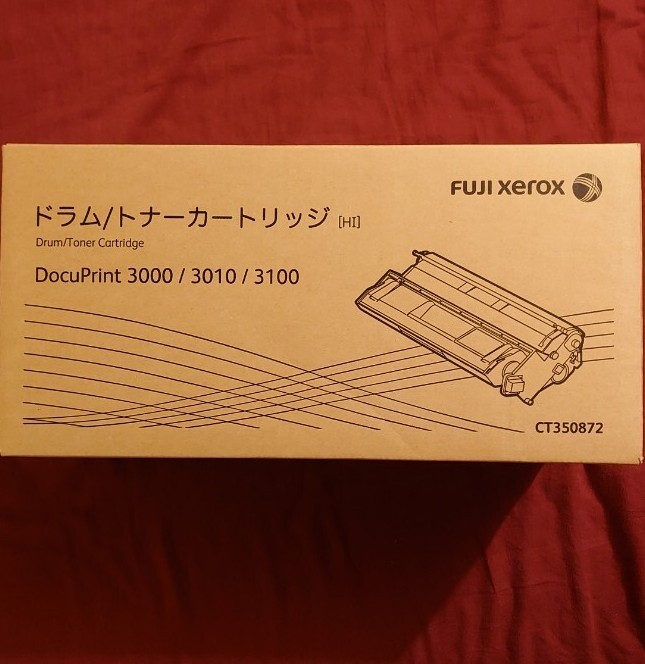 FUJI xerox
ドラム/トナーカートリッジ [HI]
Drum/Toner Cartridge
DocuPrint 3000 / 3010 / 3100
CT350872